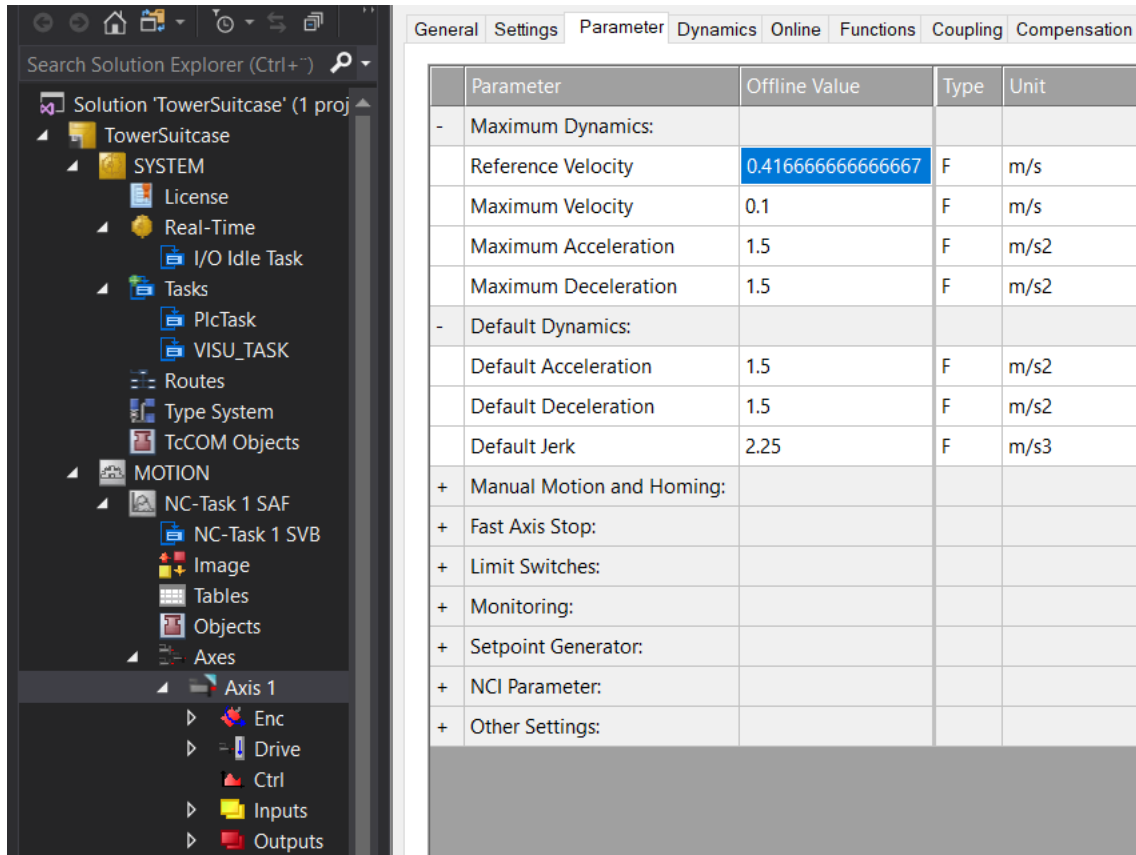 Search Solution Explorer (Ctrl+¨)
Solution 'TowerSuitcase' (1 proj
TowerSuitcase
SYSTEM
License
Real-Time
I/O Idle Task
Tasks
PlcTask
VISU_TASK
Routes
Type System
TcCOM Objects
MOTION
NC-Task 1 SAF
NC-Task 1 SVB
Image
Tables
Objects
Axes
Axis 1
Enc
Drive
Ctrl
Inputs
Outputs
General Settings Parameter Dynamics Online Functions Coupling Compensation
Parameter Offline Value Type Unit
- Maximum Dynamics:
Reference Velocity 0.416666666666667 F m/s
Maximum Velocity 0.1 F m/s
Maximum Acceleration 1.5 F m/s2
Maximum Deceleration 1.5 F m/s2
- Default Dynamics:
Default Acceleration 1.5 F m/s2
Default Deceleration 1.5 F m/s2
Default Jerk 2.25 F m/s3
+ Manual Motion and Homing:
+ Fast Axis Stop:
+ Limit Switches:
+ Monitoring:
+ Setpoint Generator:
+ NCI Parameter:
+ Other Settings: